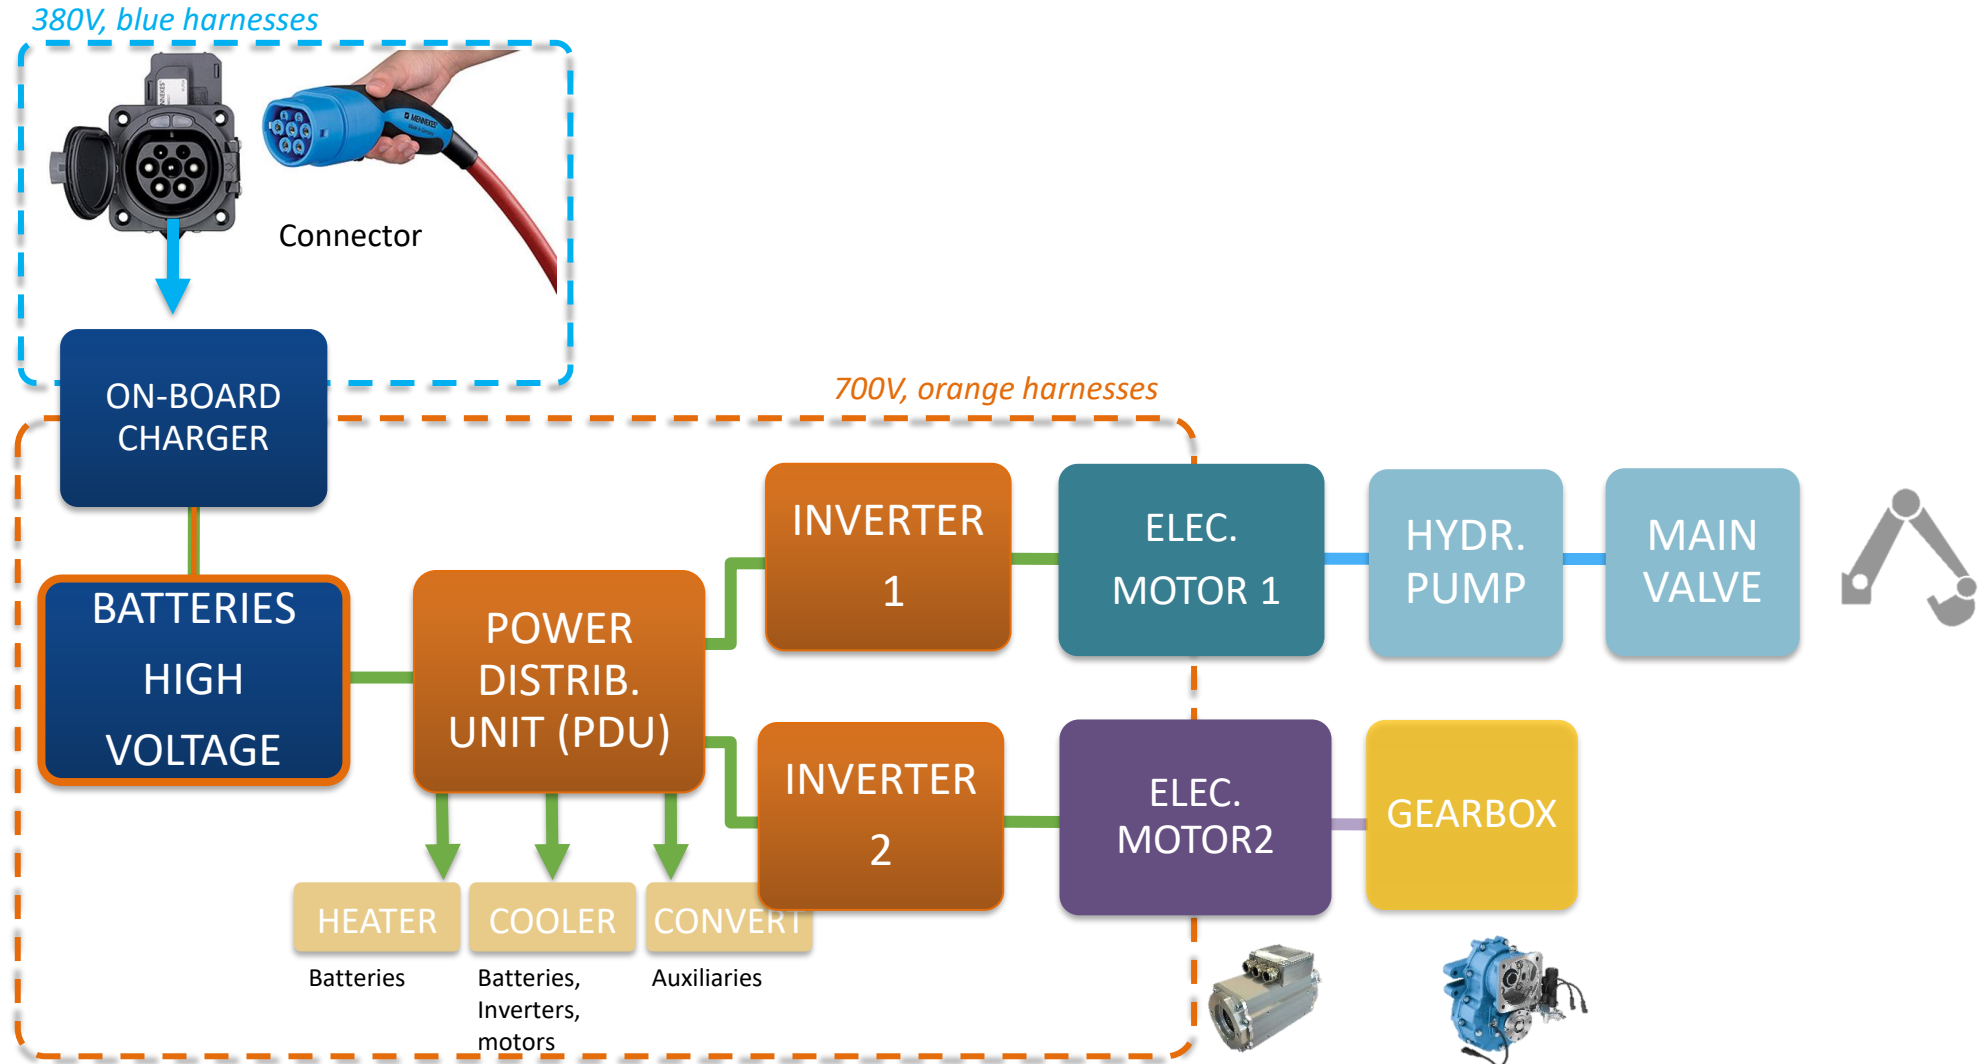 380V, blue harnesses
MENNEKES
Connector
ON-BOARD
CHARGER
700V, orange harnesses
BATTERIES
HIGH
VOLTAGE
POWER
DISTRIB.
UNIT (PDU)
INVERTER
1
ELEC.
MOTOR 1
HYDR.
PUMP
MAIN
VALVE
INVERTER
2
ELEC.
MOTOR2
GEARBOX
HEATER
COOLER
CONVERT
Batteries
Batteries,
Inverters,
motors
Auxiliaries